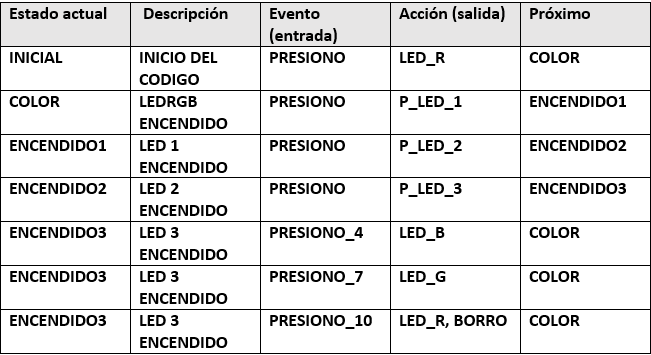 Estado actual Descripción Evento (entrada) Acción (salida) Próximo
INICIAL INICIO DEL CODIGO PRESIONO LED_R COLOR
COLOR LEDRGB ENCENDIDO PRESIONO P_LED_1 ENCENDIDO1
ENCENDIDO1 LED 1 ENCENDIDO PRESIONO P_LED_2 ENCENDIDO2
ENCENDIDO2 LED 2 ENCENDIDO PRESIONO P_LED_3 ENCENDIDO3
ENCENDIDO3 LED 3 ENCENDIDO PRESIONO_4 LED_B COLOR
ENCENDIDO3 LED 3 ENCENDIDO PRESIONO_7 LED_G COLOR
ENCENDIDO3 LED 3 ENCENDIDO PRESIONO_10 LED_R, BORRO COLOR